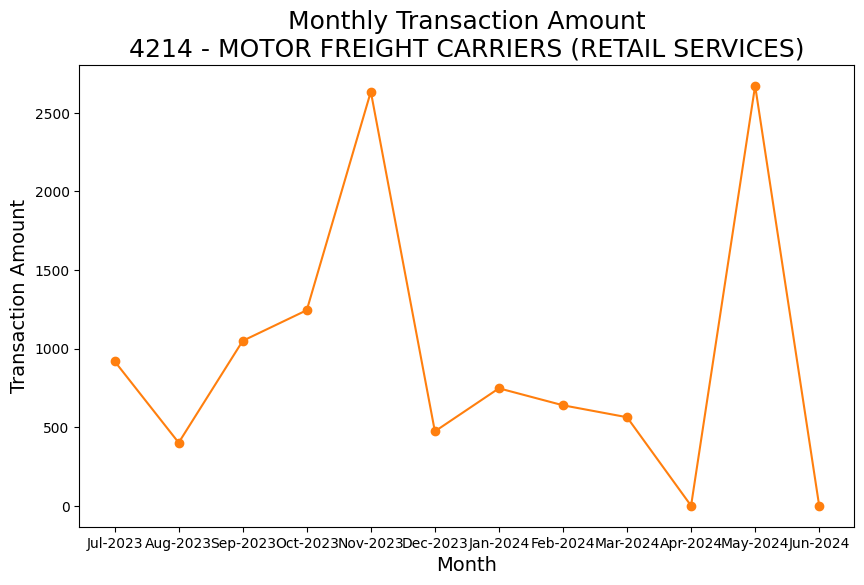 Monthly Transaction Amount
4214 - MOTOR FREIGHT CARRIERS (RETAIL SERVICES)
Transaction Amount
2500
2000
1500
1000
500
0
Jul-2023 Aug-2023 Sep-2023 Oct-2023 Nov-2023 Dec-2023 Jan-2024 Feb-2024 Mar-2024 Apr-2024 May-2024 Jun-2024
Month